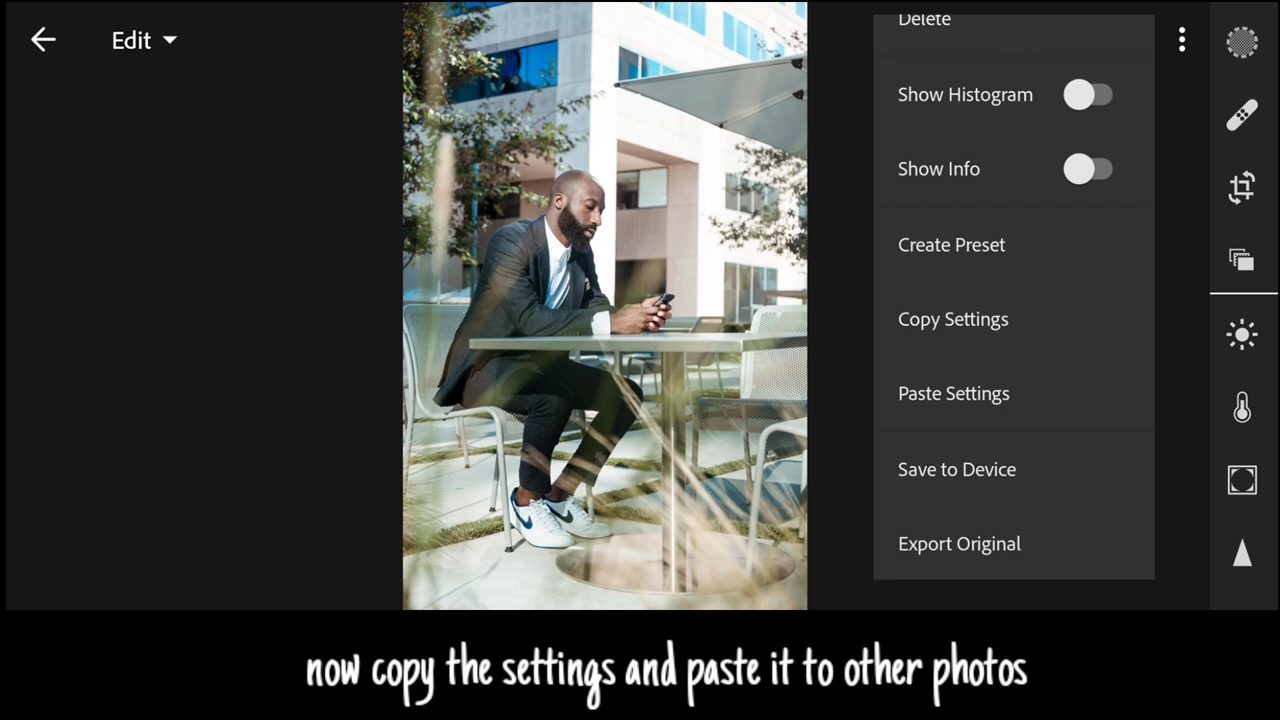 Edit
Delete
Show Histogram
Show Info
Create Preset
Copy Settings
Paste Settings
Save to Device
Export Original
now copy the settings and paste it to other photos